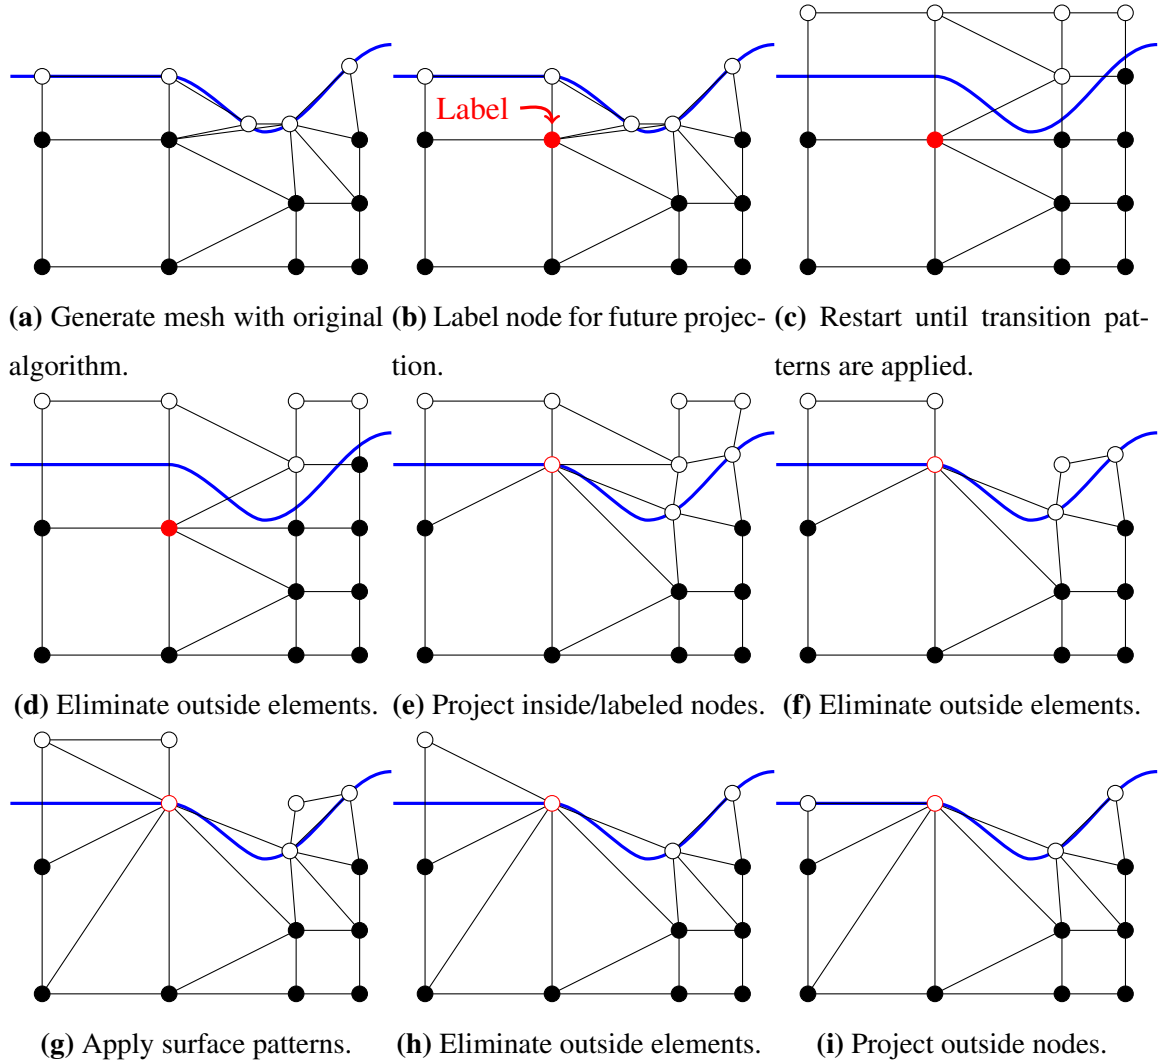 Label
(a) Generate mesh with original
algorithm.
(b) Label node for future projec-
tion.
(c) Restart until transition pat-
terns are applied.
(d) Eliminate outside elements.
(e) Project inside/labeled nodes.
(f) Eliminate outside elements.
(g) Apply surface patterns.
(h) Eliminate outside elements.
(i) Project outside nodes.